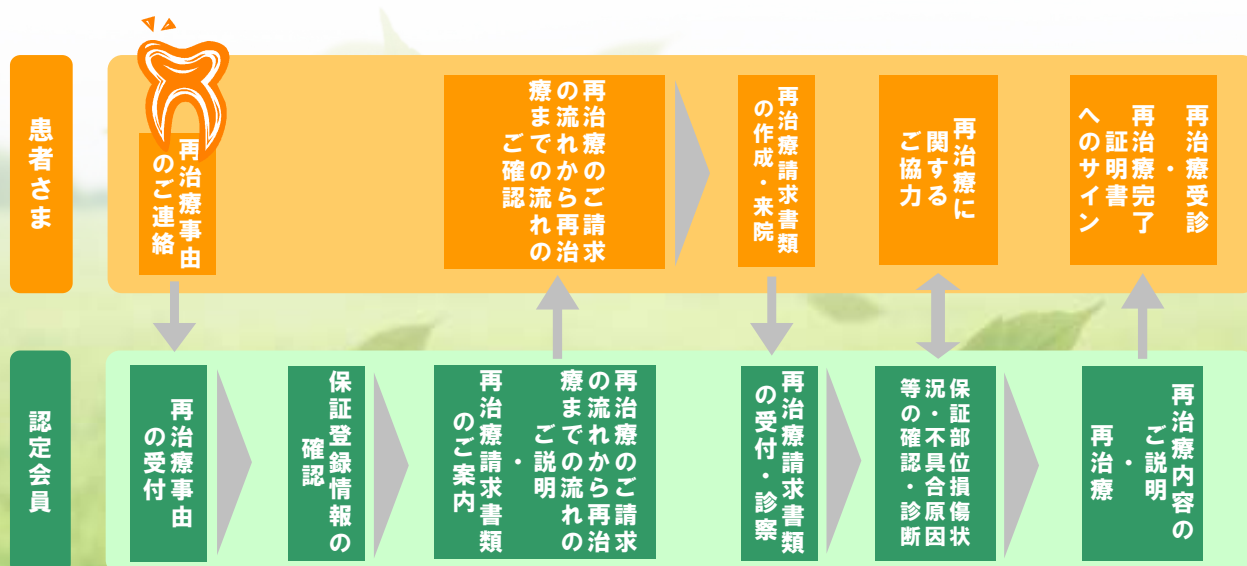 患者さま
再治療事由
のご連絡
再治療のご請求
の流れから再治
療までの流れの
ご確認
再治療請求書類
の作成・来院
再治療に
関する
ご協力
再治療受診
・
再治療完了
証明書
へのサイン
認定会員
再治療事由
の受付
保証登録情報の
確認
再治療のご請求
の流れから再治
療までの流れの
ご説明
・
再治療請求書類
のご案内
再治療請求書類
の受付・診察
保証部位損傷状
況・不具合原因
等の確認・診断
再治療内容の
ご説明
・
再治療